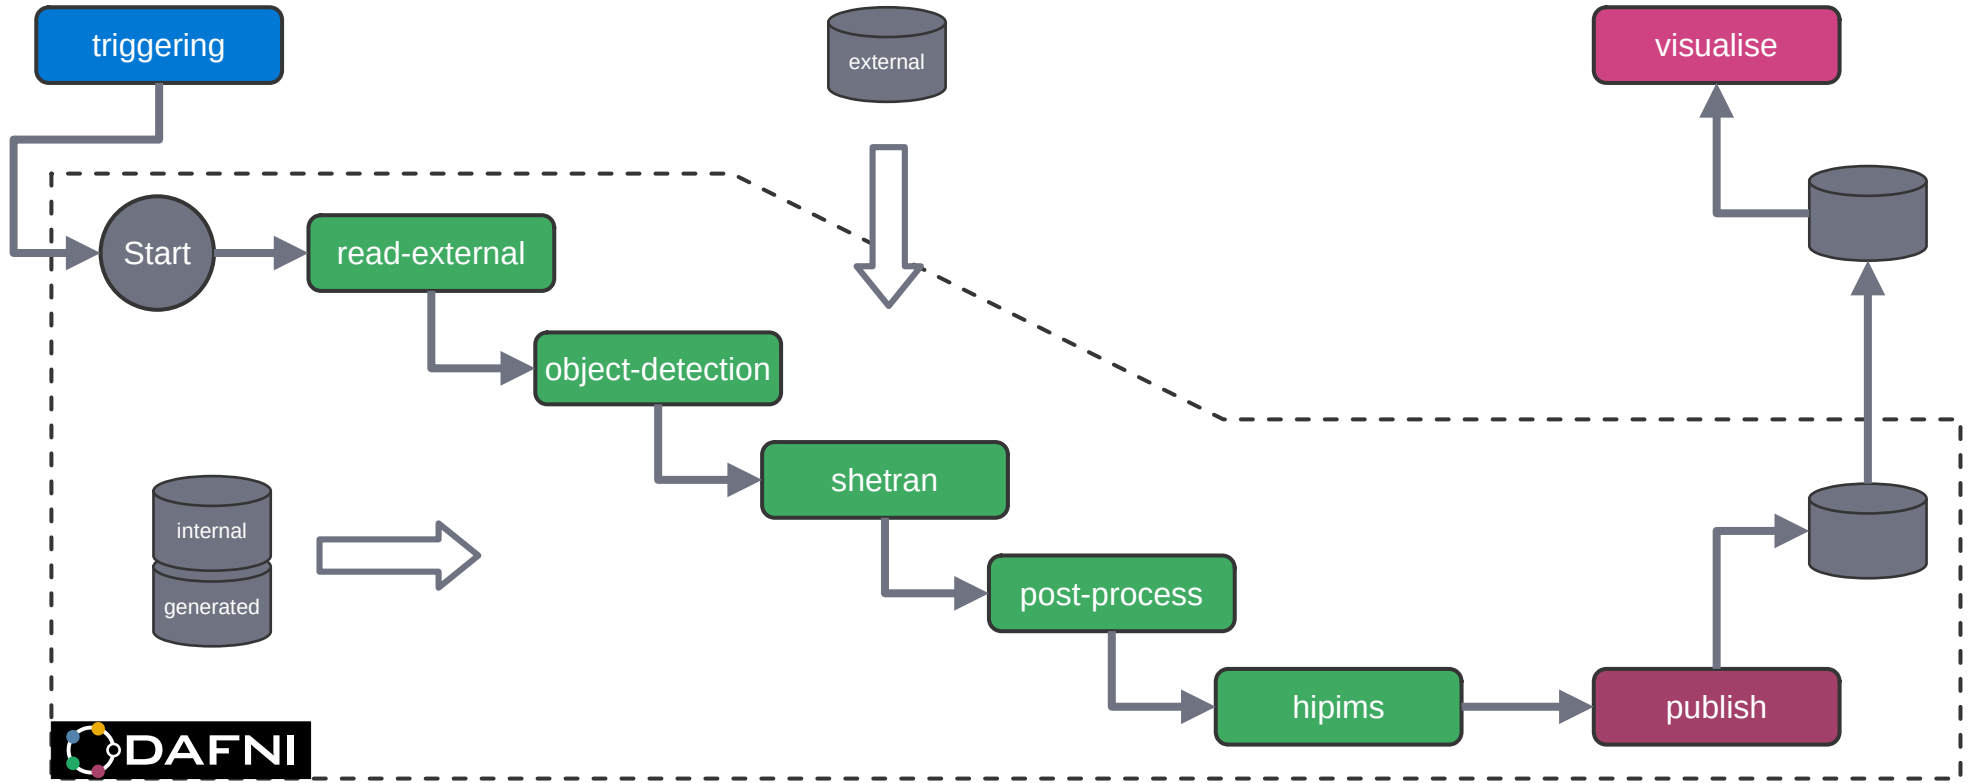 triggering
external
visualise
Start
read-external
object-detection
shetran
internal
generated
post-process
hipims
publish
DAFNI